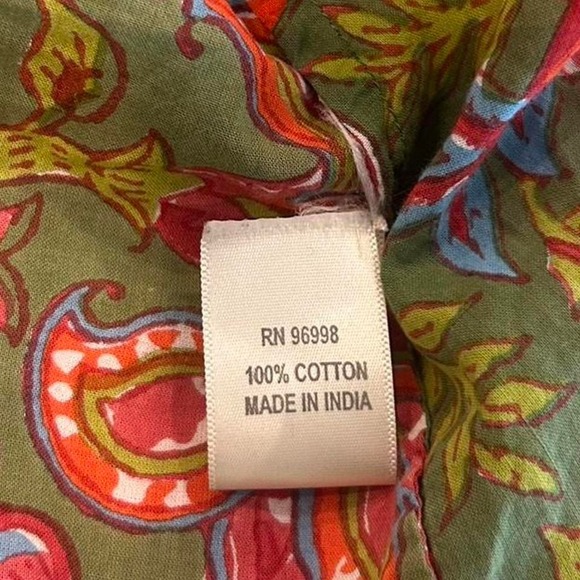 RN 96998
100% COTTON
MADE IN INDIA